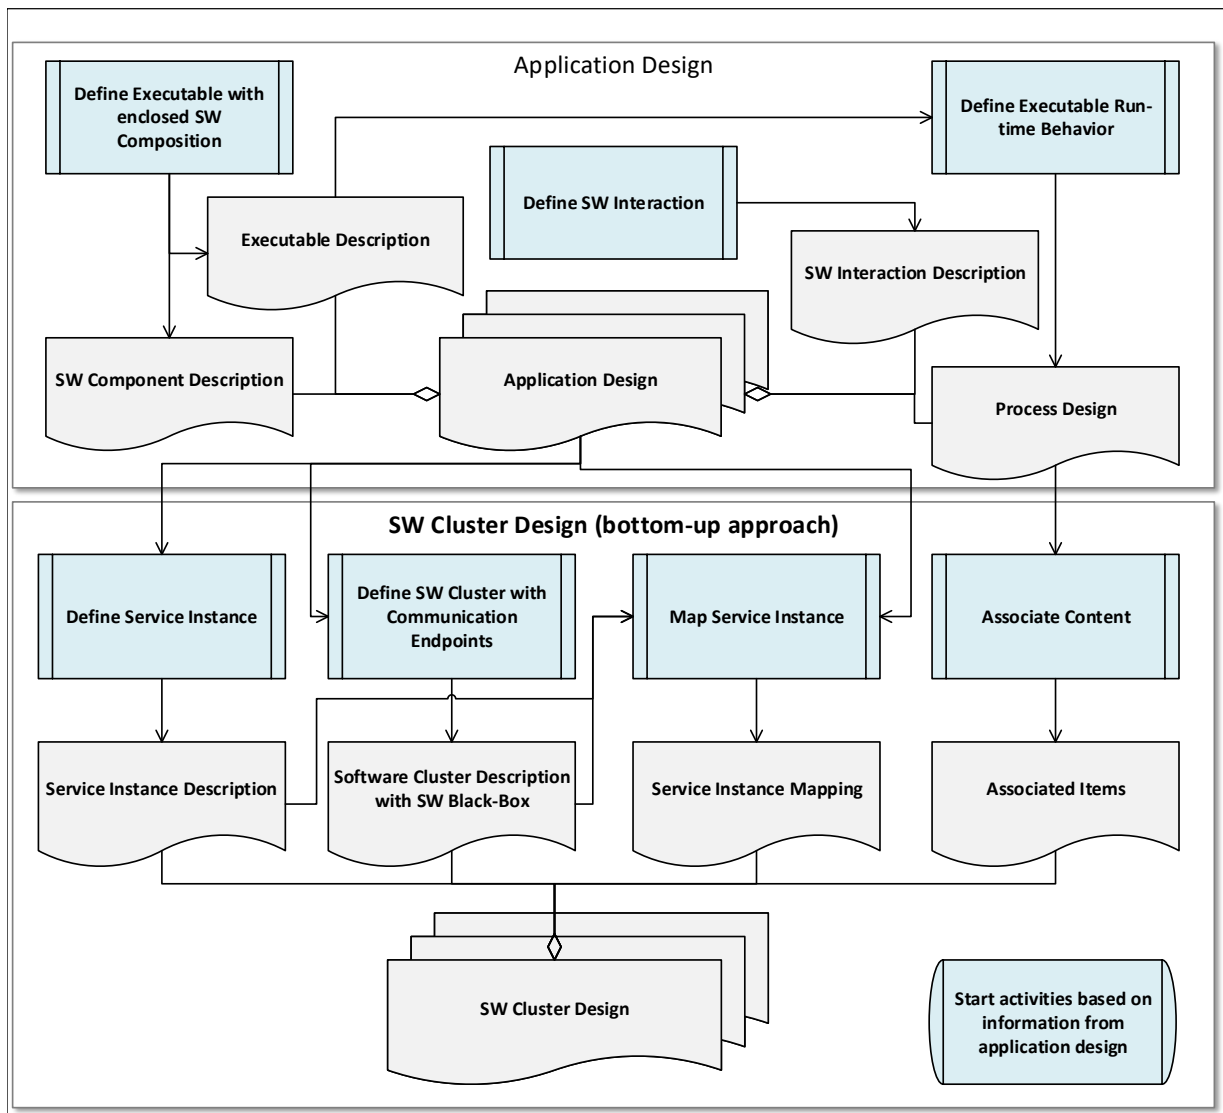 Application Design
Define Executable with
enclosed SW
Composition
Define Executable Run-
time Behavior
Define SW Interaction
Executable Description
SW Interaction Description
SW Component Description
Application Design
Process Design
SW Cluster Design (bottom-up approach)
Define Service Instance
Define SW Cluster with
Communication
Endpoints
Map Service Instance
Associate Content
Service Instance Description
Software Cluster Description
with SW Black-Box
Service Instance Mapping
Associated Items
SW Cluster Design
Start activities based on
information from
application design